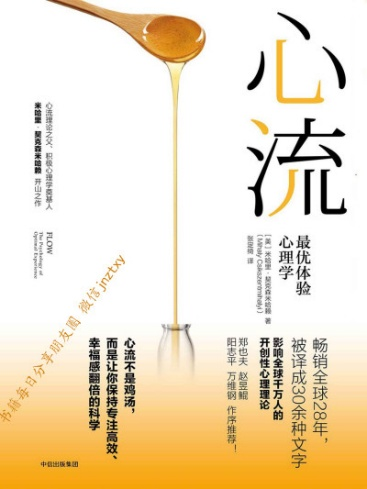 心流
最优体验
心理学
[美] 米哈里·契克森米哈赖 著
(Mihaly Csikszentmihalyi)
张定绮 译
畅销全球28年，
被译成30余种文字
影响全球千万人的
开创性心理理论
郑也夫 赵昱鲲
阳志平 万维钢 作序推荐！
心流理论之父、积极心理学奠基人
米哈里·契克森米哈赖 开山之作
FLOW
The Psychology of
Optimal Experience
心流不是鸡汤，
而是让你保持专注高效、
幸福感翻倍的科学
中信出版集团
书籍每日分享朋友圈 微信jnztxy